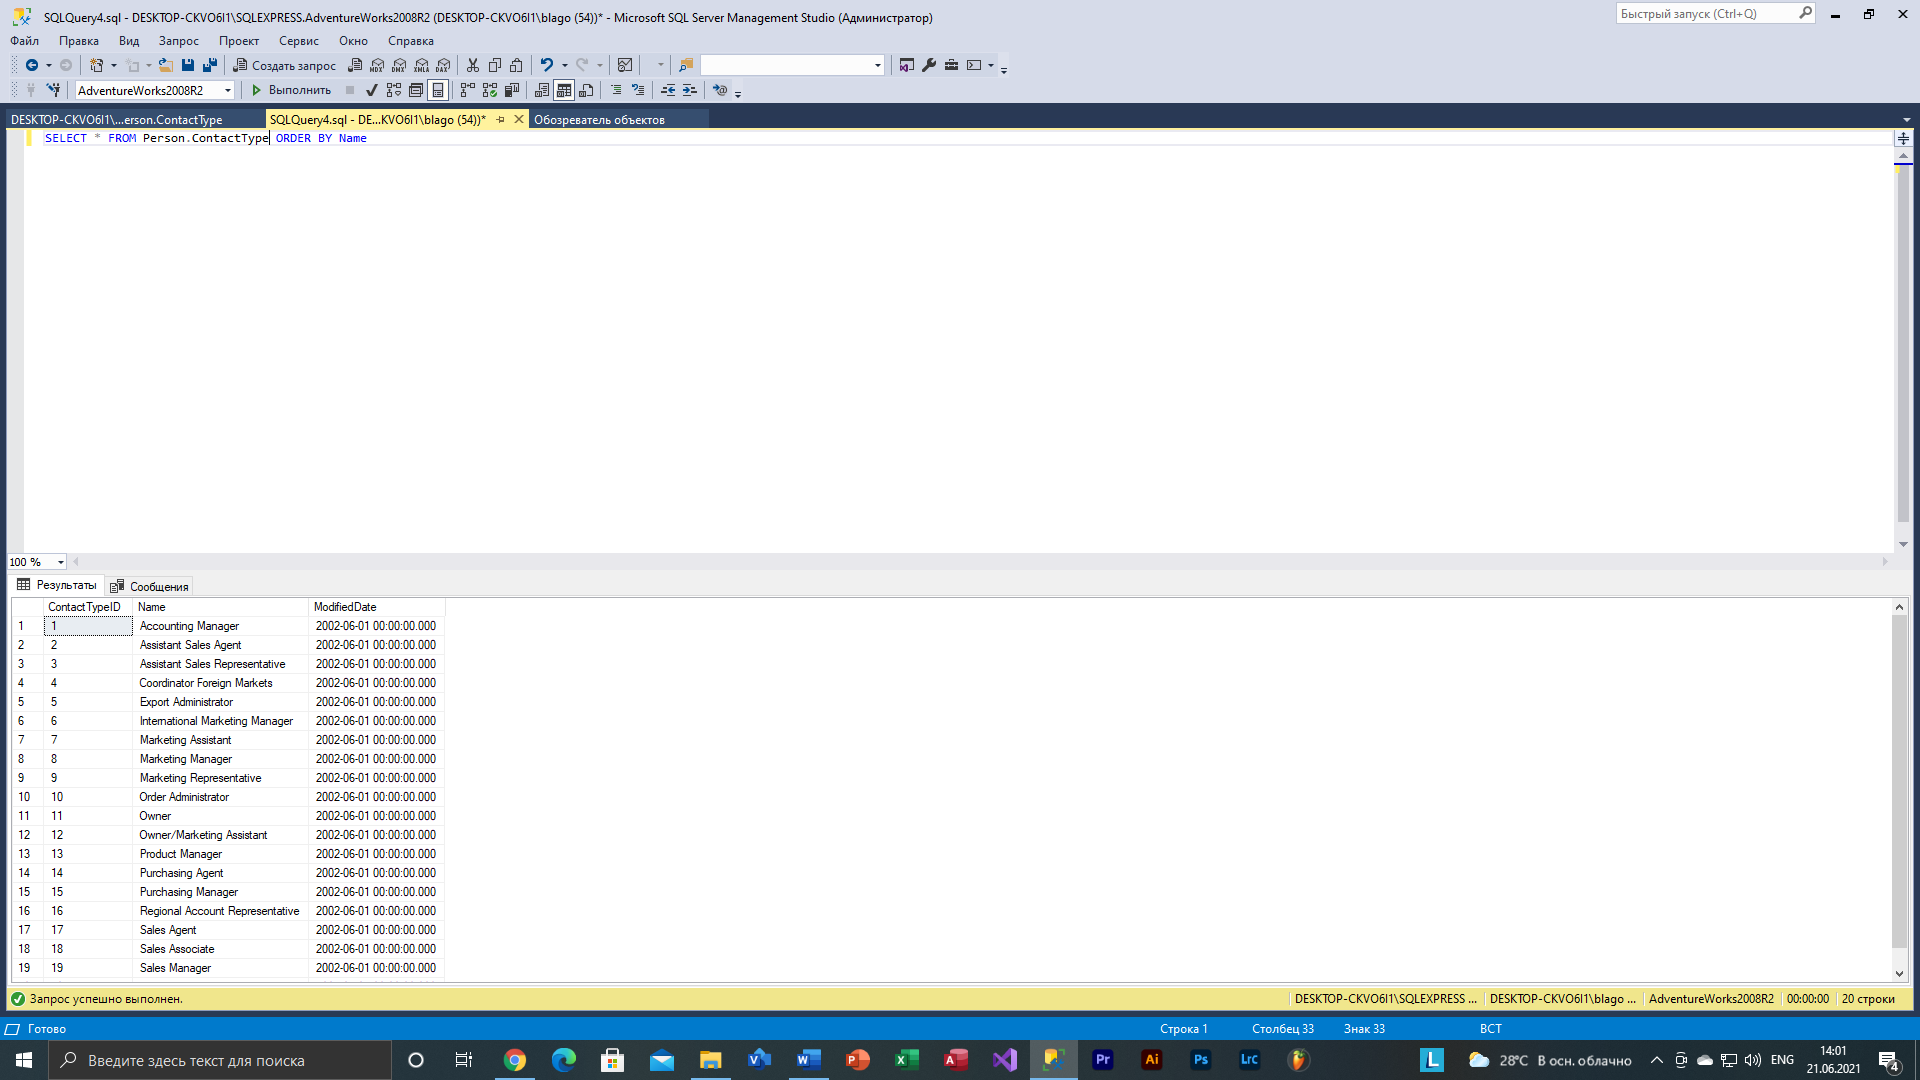 SQLQuery4.sql - DESKTOP-CKVO6I1\SQLEXPRESS.AdventureWorks2008R2 (DESKTOP-CKVO6I1\blago (54))* - Microsoft SQL Server Management Studio (Администратор)
Быстрый запуск (Ctrl+Q)
Файл Правка Вид Запрос Проект Сервис Окно Справка
Создать запрос MDX DMX XMLA DAX
AdventureWorks2008R2 Выполнить
DESKTOP-CKVO6I1\...erson.ContactType SQLQuery4.sql - DE...KVO6I1\blago (54))* Обозреватель объектов
SELECT * FROM Person.ContactType ORDER BY Name
100 %
Результаты Сообщения
ContactTypeID Name ModifiedDate
1 1 Accounting Manager 2002-06-01 00:00:00.000
2 2 Assistant Sales Agent 2002-06-01 00:00:00.000
3 3 Assistant Sales Representative 2002-06-01 00:00:00.000
4 4 Coordinator Foreign Markets 2002-06-01 00:00:00.000
5 5 Export Administrator 2002-06-01 00:00:00.000
6 6 International Marketing Manager 2002-06-01 00:00:00.000
7 7 Marketing Assistant 2002-06-01 00:00:00.000
8 8 Marketing Manager 2002-06-01 00:00:00.000
9 9 Marketing Representative 2002-06-01 00:00:00.000
10 10 Order Administrator 2002-06-01 00:00:00.000
11 11 Owner 2002-06-01 00:00:00.000
12 12 Owner/Marketing Assistant 2002-06-01 00:00:00.000
13 13 Product Manager 2002-06-01 00:00:00.000
14 14 Purchasing Agent 2002-06-01 00:00:00.000
15 15 Purchasing Manager 2002-06-01 00:00:00.000
16 16 Regional Account Representative 2002-06-01 00:00:00.000
17 17 Sales Agent 2002-06-01 00:00:00.000
18 18 Sales Associate 2002-06-01 00:00:00.000
19 19 Sales Manager 2002-06-01 00:00:00.000
Запрос успешно выполнен. DESKTOP-CKVO6I1\SQLEXPRESS ... DESKTOP-CKVO6I1\blago ... AdventureWorks2008R2 00:00:00 20 строки
Готово Строка 1 Столбец 33 Знак 33 ВСТ
Введите здесь текст для поиска Pr Ai Ps Lrc L 28°C В осн. облачно ENG 14:01
21.06.2021 4